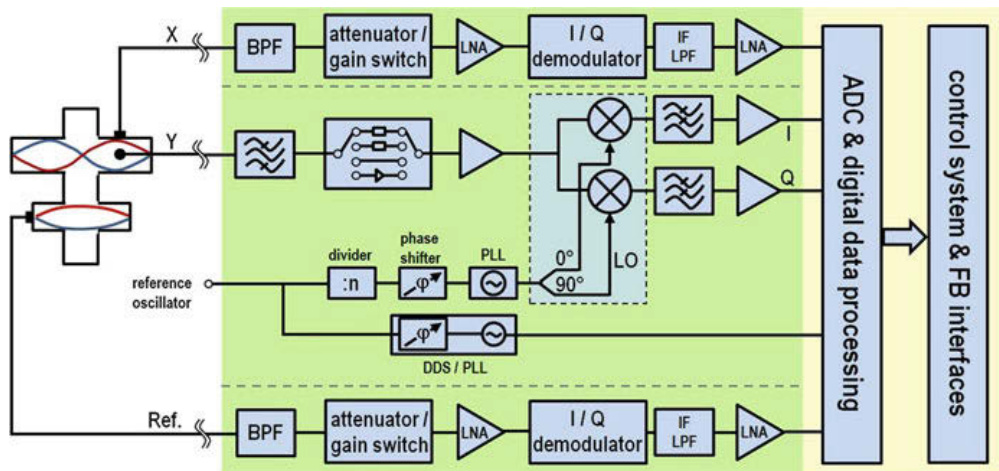 X
BPF
attenuator /
gain switch
LNA
I / Q
demodulator
IF
LPF
LNA
Y
I
Q
0°
90°
LO
divider
:n
phase
shifter
φ
PLL
reference
oscillator
φ
DDS / PLL
Ref.
BPF
attenuator /
gain switch
LNA
I / Q
demodulator
IF
LPF
LNA
ADC & digital data processing
control system & FB interfaces